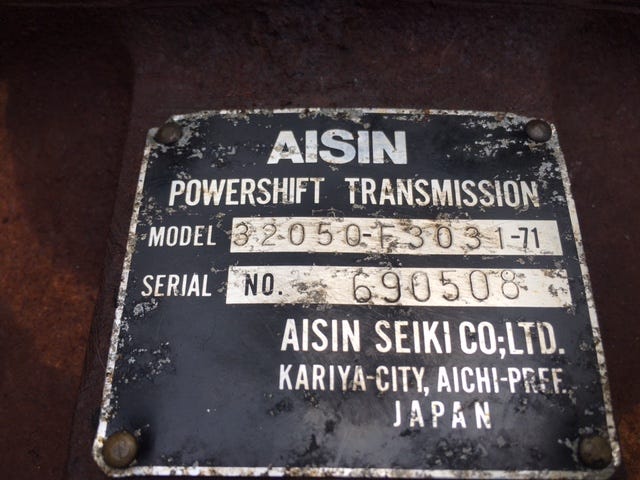 AISIN
POWERSHIFT TRANSMISSION
MODEL 32050-F3031-71
SERIAL NO. 690508
AISIN SEIKI CO;LTD.
KARIYA-CITY, AICHI-PREF.
JAPAN